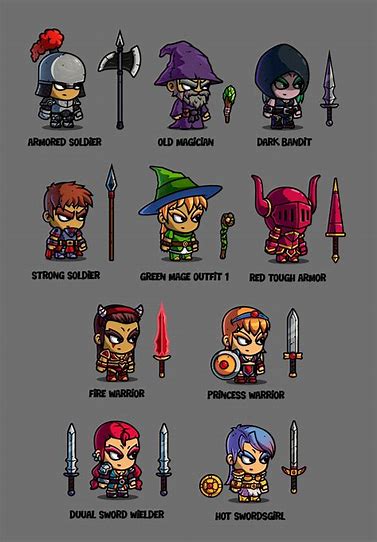 ARMORED SOLDIER
OLD MAGICIAN
DARK BANDIT
STRONG SOLDIER
GREEN MAGE OUTFIT 1
RED TOUGH ARMOR
FIRE WARRIOR
PRINCESS WARRIOR
DUUAL SWORD WIELDER
HOT SWORDSGIRL